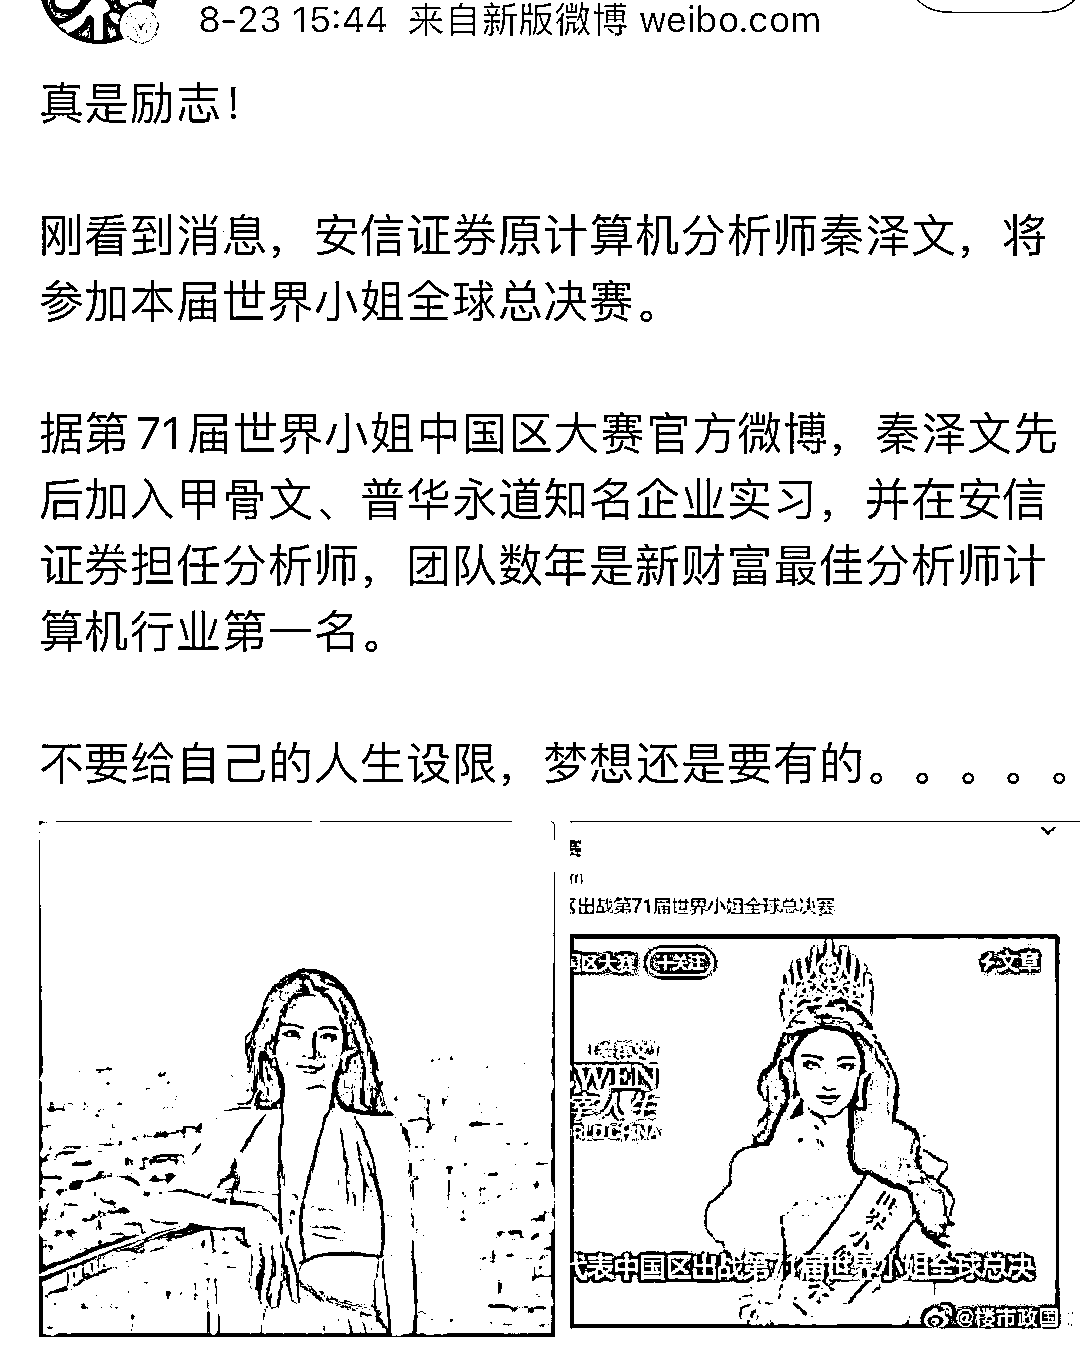 8-23 15:44 来自新版微博 weibo.com
真是励志！
刚看到消息，安信证券原计算机分析师秦泽文，将
参加本届世界小姐全球总决赛。
据第71届世界小姐中国区大赛官方微博，秦泽文先
后加入甲骨文、普华永道知名企业实习，并在安信
证券担任分析师，团队数年是新财富最佳分析师计
算机行业第一名。
不要给自己的人生设限，梦想还是要有的。。。。。
赛
出战第71届世界小姐全球总决赛
国区大赛 +关注
文章
WEN
人生
RLD CHINA
世界
代表中国区出战第71届世界小姐全球总决
@楼市政国